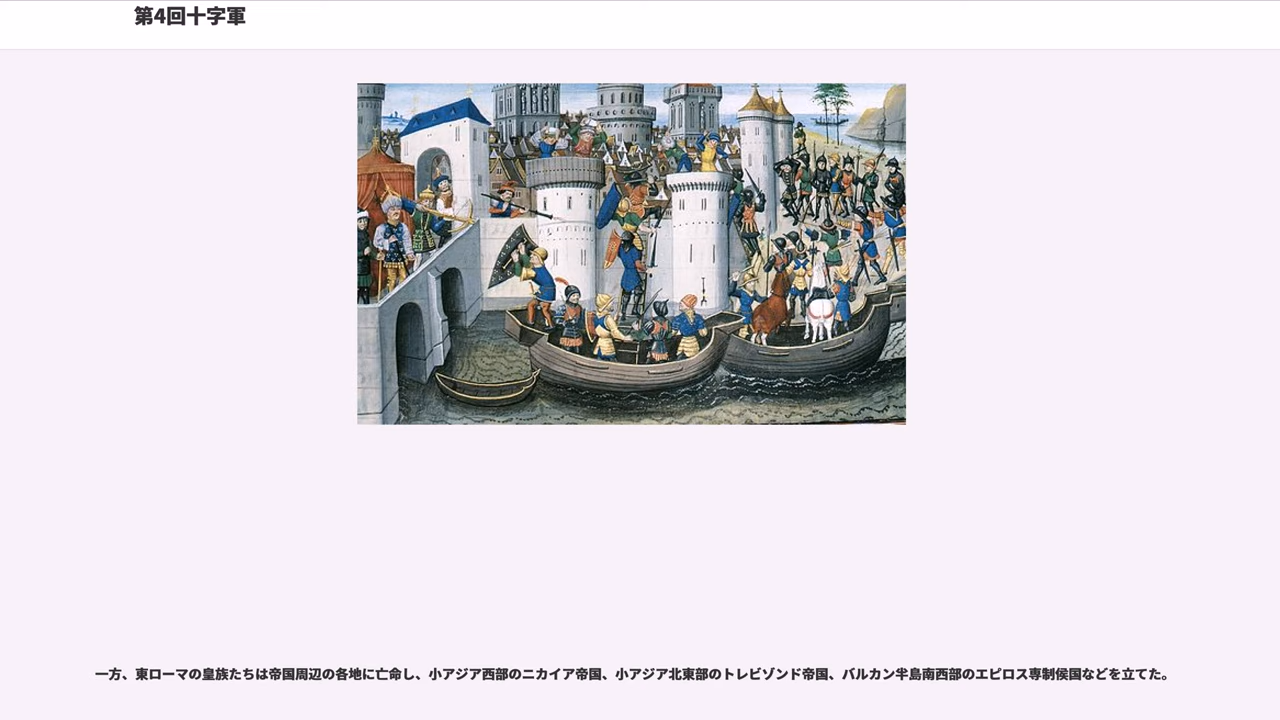 第4回十字軍
一方、東ローマの皇族たちは帝国周辺の各地に亡命し、小アジア西部のニカイア帝国、小アジア北東部のトレビゾンド帝国、バルカン半島南西部のエピロス専制侯国などを立てた。